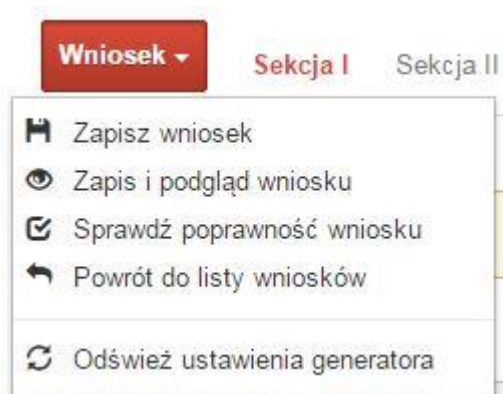 Wniosek Sekcja I Sekcja II
Zapisz wniosek
Zapis i podgląd wniosku
Sprawdź poprawność wniosku
Powrót do listy wniosków
Odśwież ustawienia generatora